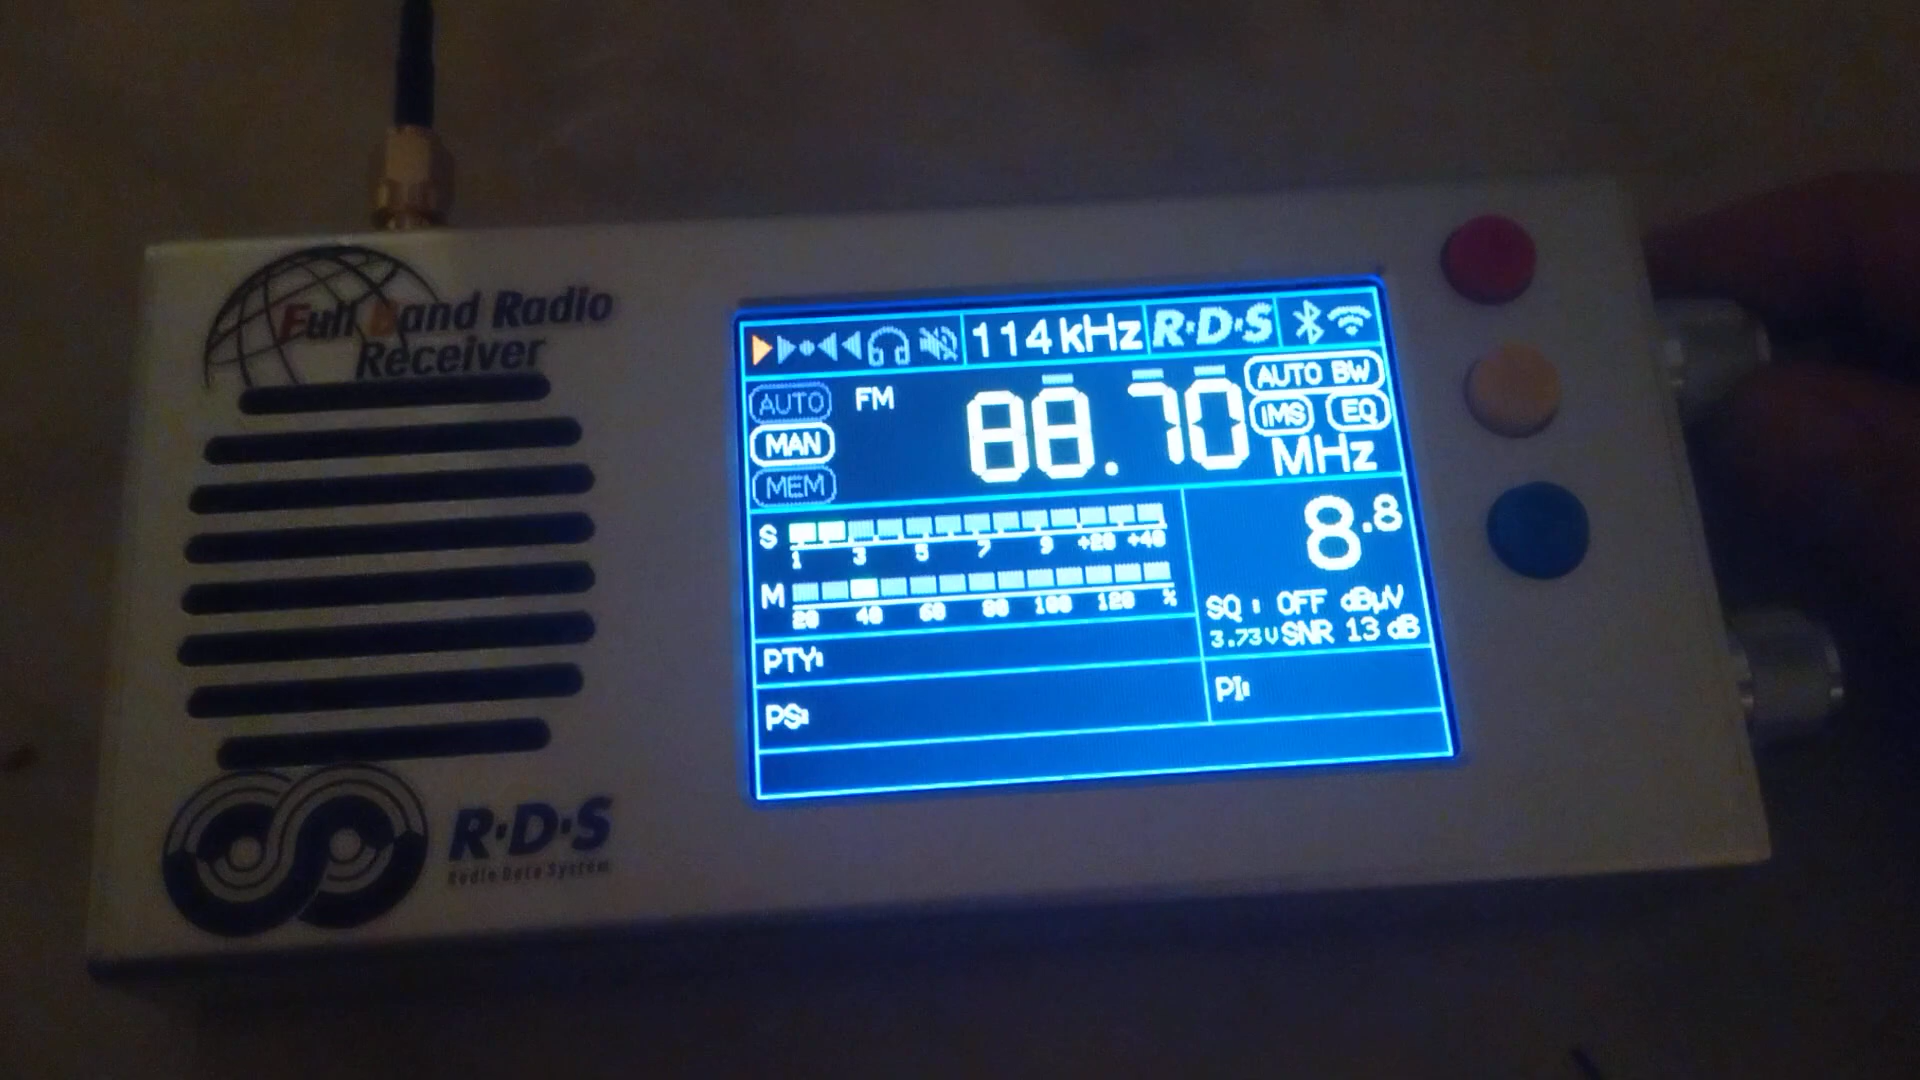 Full Band Radio
Receiver
114 kHz R·D·S
AUTO FM 88.70 AUTO BW
MAN IMS EQ
MEM MHz
S 1 3 5 7 9 +20 +40
8.8
M 20 40 60 80 100 120 %
SQ: OFF dBµV
3.73V SNR 13 dB
PTY:
PI:
PS:
R·D·S
Radio Data System